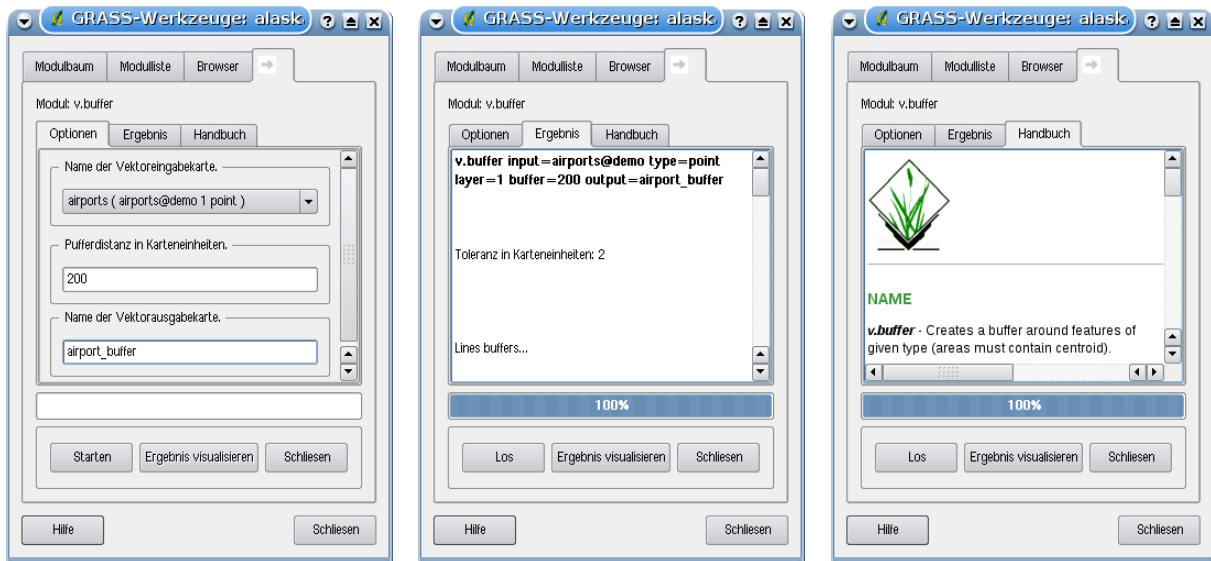 GRASS-Werkzeuge: alask
Modulbaum Modulliste Browser
Modul: v.buffer
Optionen Ergebnis Handbuch
Name der Vektoreingabekarte.
airports ( airports@demo 1 point )
Pufferdistanz in Karteneinheiten.
200
Name der Vektorausgabekarte.
airport_buffer
Starten Ergebnis visualisieren Schliesen
Hilfe Schliesen
GRASS-Werkzeuge: alask
Modulbaum Modulliste Browser
Modul: v.buffer
Optionen Ergebnis Handbuch
v.buffer input=airports@demo type=point
layer=1 buffer=200 output=airport_buffer
Toleranz in Karteneinheiten: 2
Lines buffers...
100%
Los Ergebnis visualisieren Schliesen
Hilfe Schliesen
GRASS-Werkzeuge: alask
Modulbaum Modulliste Browser
Modul: v.buffer
Optionen Ergebnis Handbuch
NAME
v.buffer - Creates a buffer around features of
given type (areas must contain centroid).
100%
Los Ergebnis visualisieren Schliesen
Hilfe Schliesen